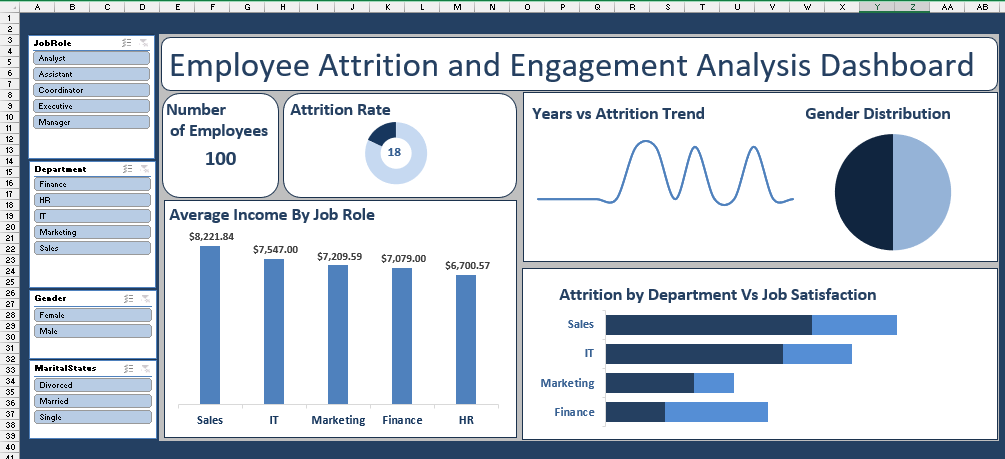 A B C D E F G H I J K L M N O P Q R S T U V W X Y Z AA AB
1
2
3
4
5
6
7
8
9
10
11
12
13
14
15
16
17
18
19
20
21
22
23
24
25
26
27
28
29
30
31
32
33
34
35
36
37
38
39
40
41
JobRole
Analyst
Assistant
Coordinator
Executive
Manager
Department
Finance
HR
IT
Marketing
Sales
Gender
Female
Male
MaritalStatus
Divorced
Married
Single
Employee Attrition and Engagement Analysis Dashboard
Number
of Employees
100
Attrition Rate
18
Years vs Attrition Trend
Gender Distribution
Average Income By Job Role
$8,221.84
$7,547.00
$7,209.59
$7,079.00
$6,700.57
Sales IT Marketing Finance HR
Attrition by Department Vs Job Satisfaction
Sales
IT
Marketing
Finance